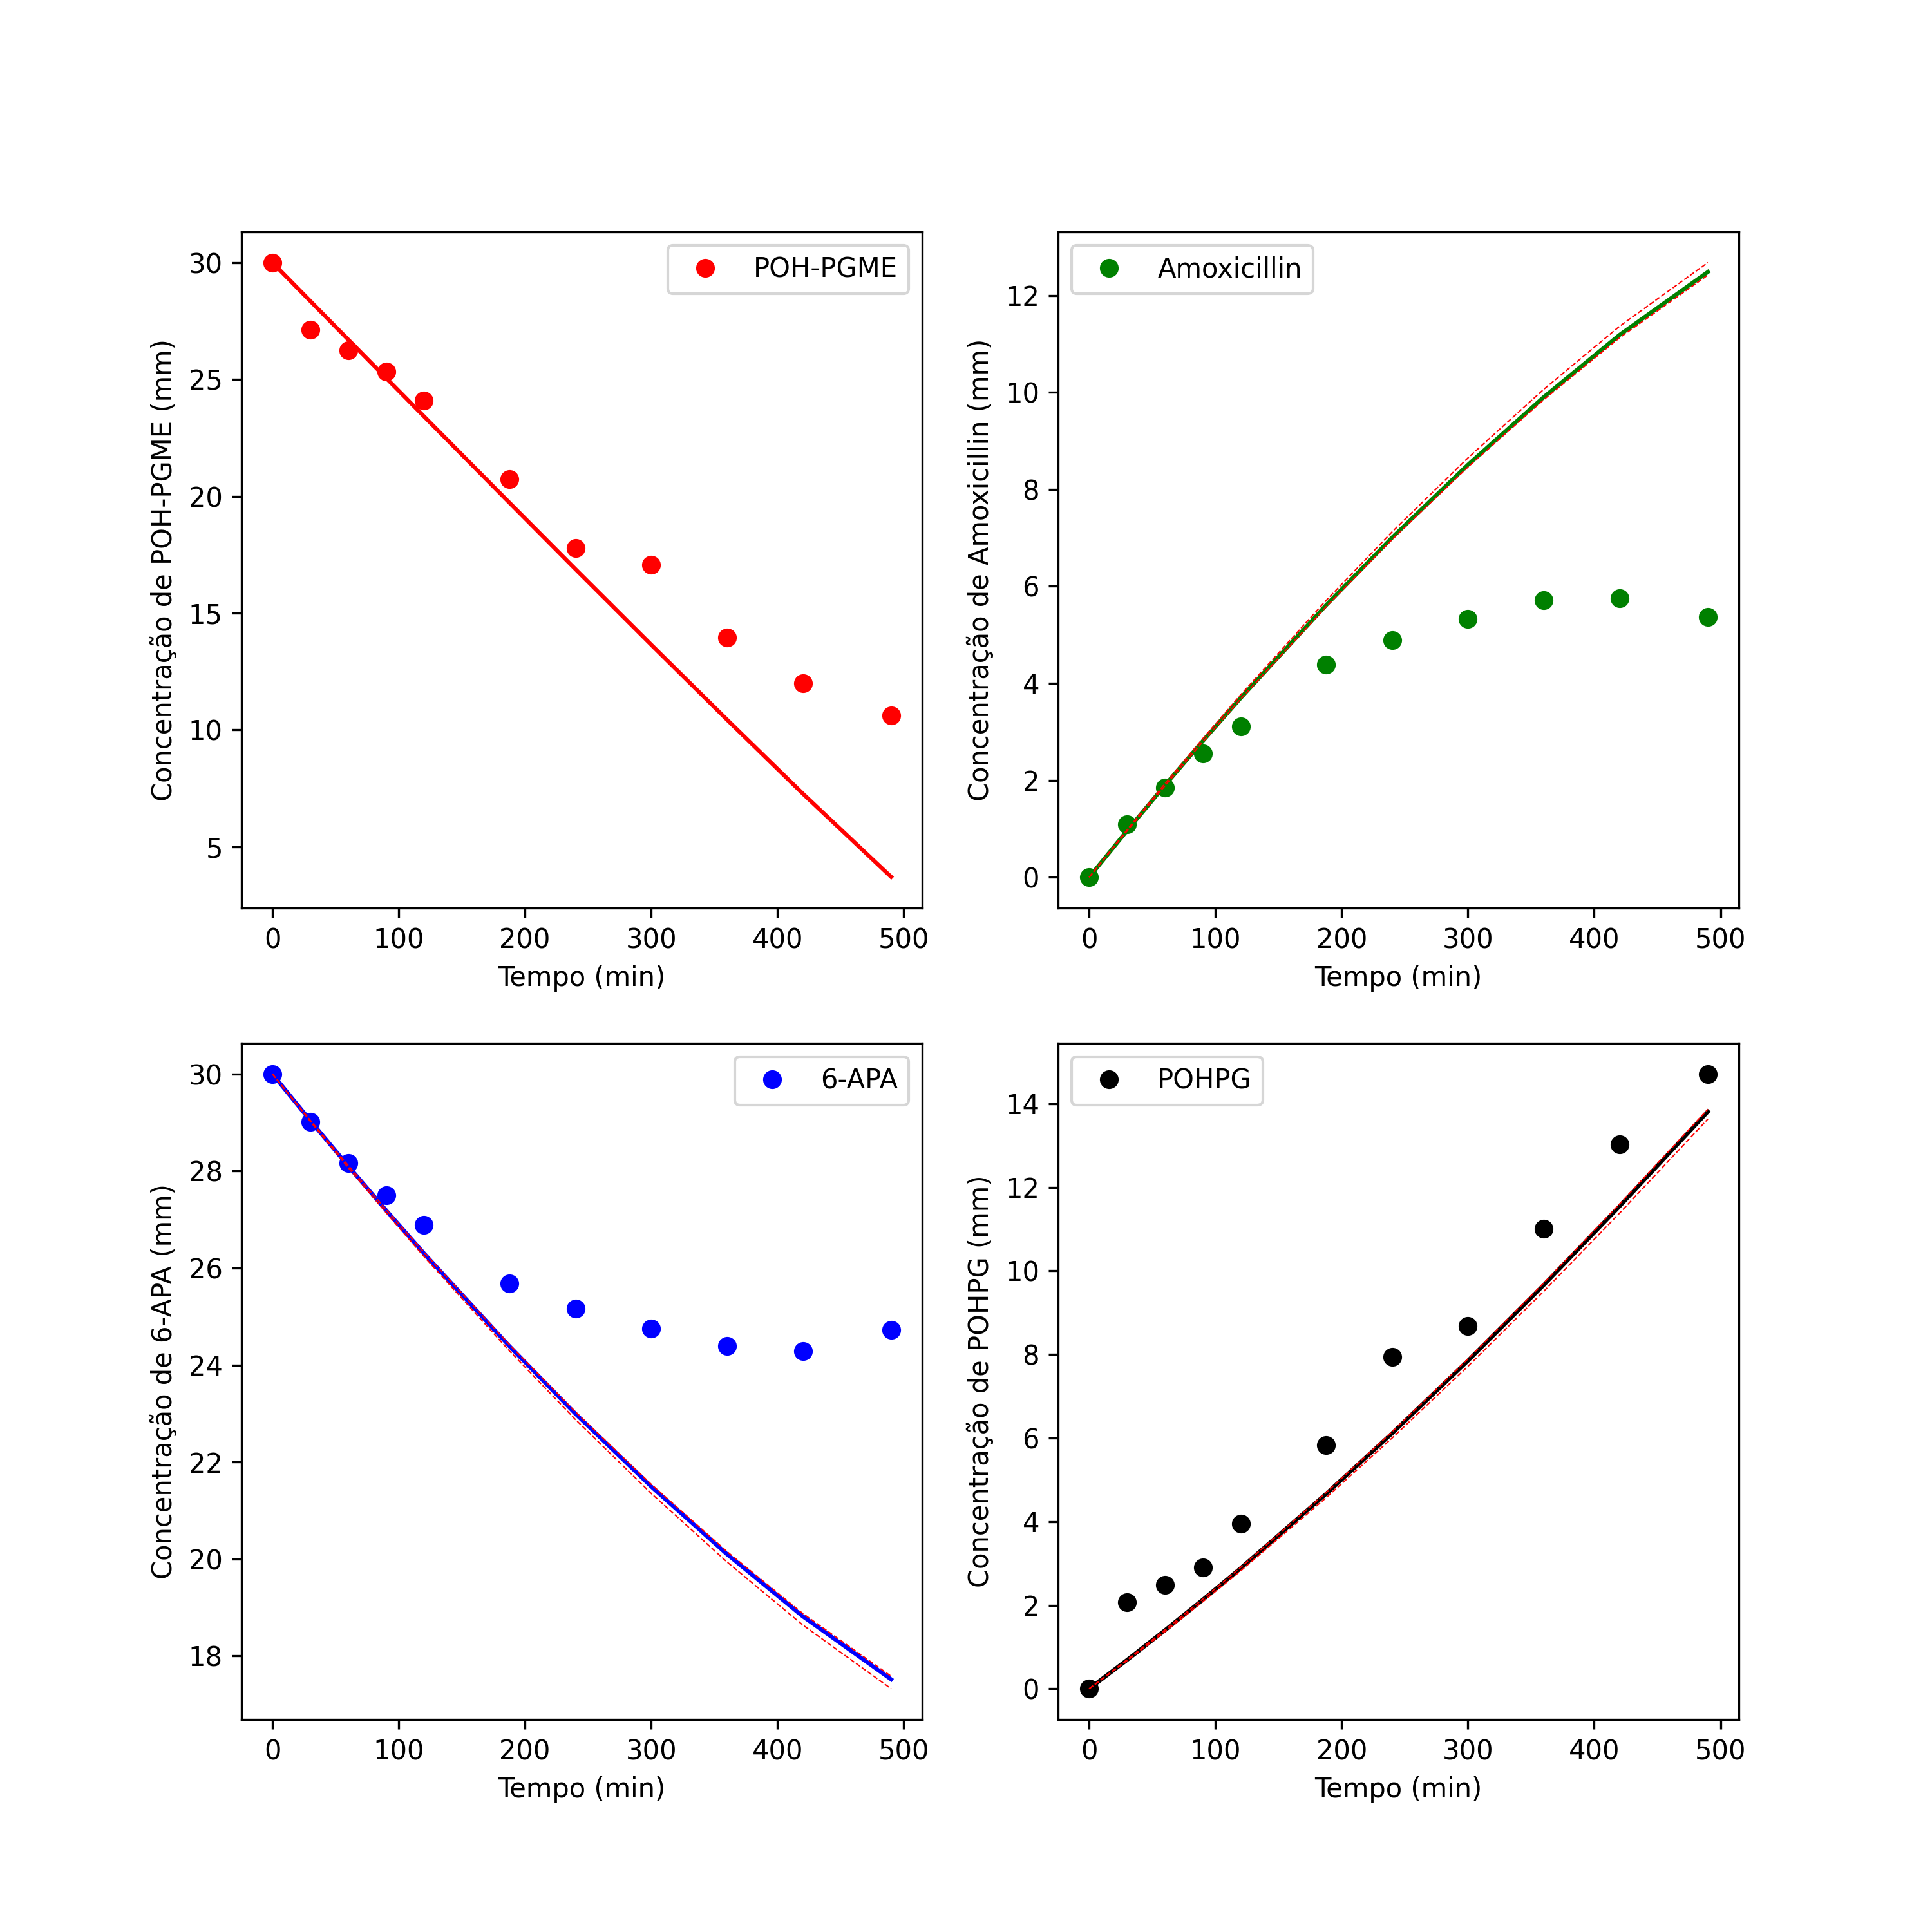 POH-PGME
Concentração de POH-PGME (mm)
30
25
20
15
10
5
0 100 200 300 400 500
Tempo (min)
Amoxicillin
Concentração de Amoxicillin (mm)
12
10
8
6
4
2
0
0 100 200 300 400 500
Tempo (min)
6-APA
Concentração de 6-APA (mm)
30
28
26
24
22
20
18
0 100 200 300 400 500
Tempo (min)
POHPG
Concentração de POHPG (mm)
14
12
10
8
6
4
2
0
0 100 200 300 400 500
Tempo (min)